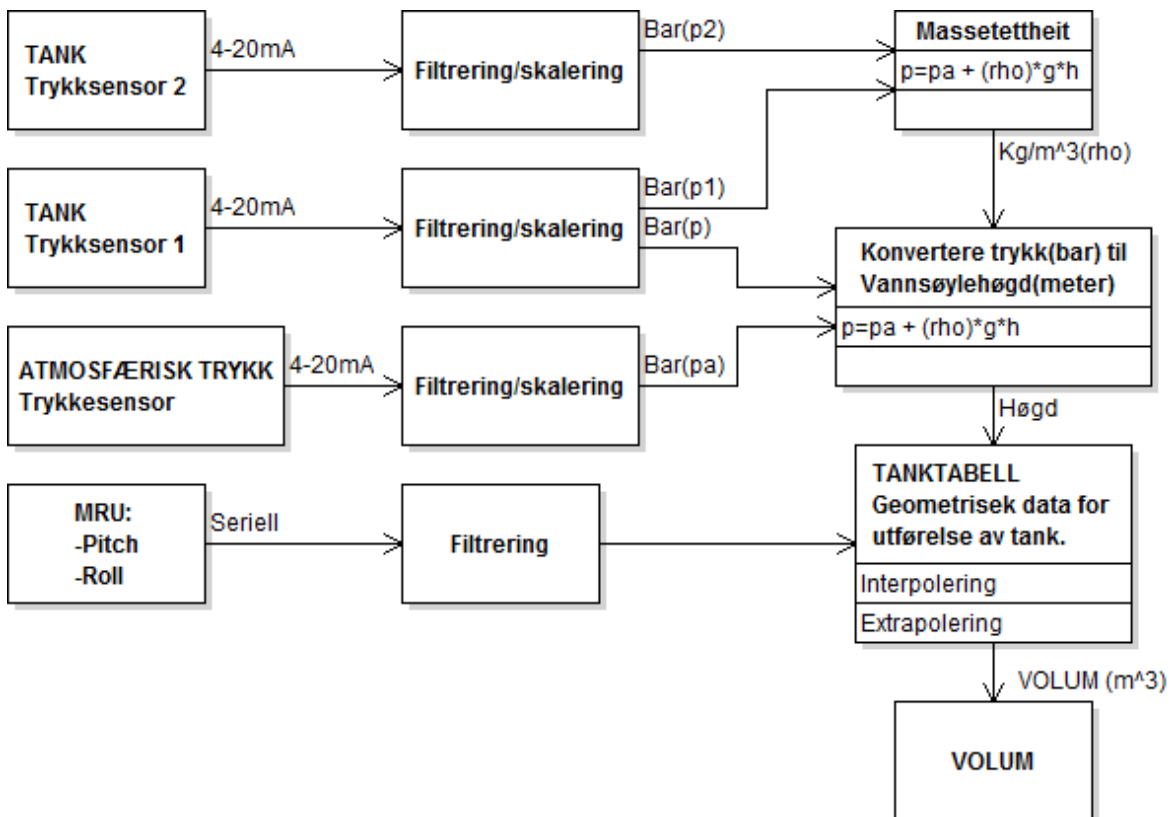 TANK
Trykksensor 2
4-20mA
Filtrering/skalering
Bar(p2)
Massetettheit
p=pa + (rho)*g*h
Kg/m^3(rho)
TANK
Trykksensor 1
4-20mA
Filtrering/skalering
Bar(p1)
Bar(p)
Konvertere trykk(bar) til
Vannsøylehøgd(meter)
p=pa + (rho)*g*h
ATMOSFÆRISK TRYKK
Trykkesensor
4-20mA
Filtrering/skalering
Bar(pa)
Høgd
MRU:
-Pitch
-Roll
Seriell
Filtrering
TANKTABELL
Geometrisek data for
utførelse av tank.
Interpolering
Extrapolering
VOLUM (m^3)
VOLUM